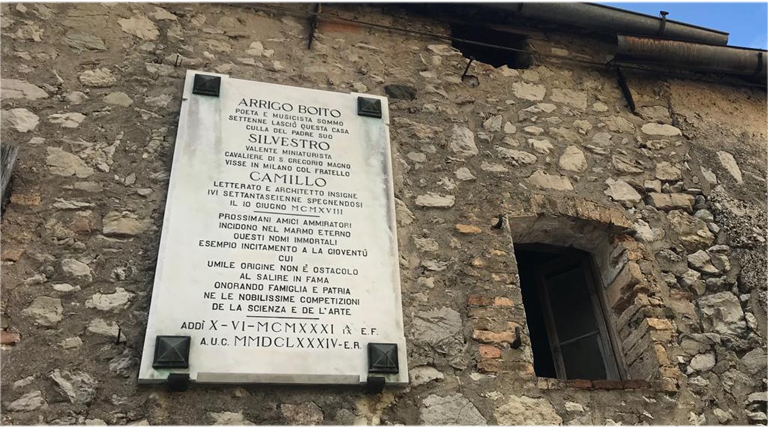 ARRIGO BOITO
POETA E MUSICISTA SOMMO
SETTENNE LASCIÒ QUESTA CASA
CULLA DEL PADRE SUO
SILVESTRO
VALENTE MINIATURISTA
CAVALIERE DI S. GREGORIO MAGNO
VISSE IN MILANO COL FRATELLO
CAMILLO
LETTERATO E ARCHITETTO INSIGNE
IVI SETTANTASEIENNE SPEGNENDOSI
IL 10 GIUGNO MCMXVIII
PROSSIMANI AMICI AMMIRATORI
INCIDONO NEL MARMO ETERNO
QUESTI NOMI IMMORTALI
ESEMPIO INCITAMENTO A LA GIOVENTÙ
CUI
UMILE ORIGINE NON È OSTACOLO
AL SALIRE IN FAMA
ONORANDO FAMIGLIA E PATRIA
NE LE NOBILISSIME COMPETIZIONI
DE LA SCIENZA E DE L'ARTE
ADDÌ X-VI-MCMXXXI A E.F.
A.U.C. MMDCLXXXIV-E.R.